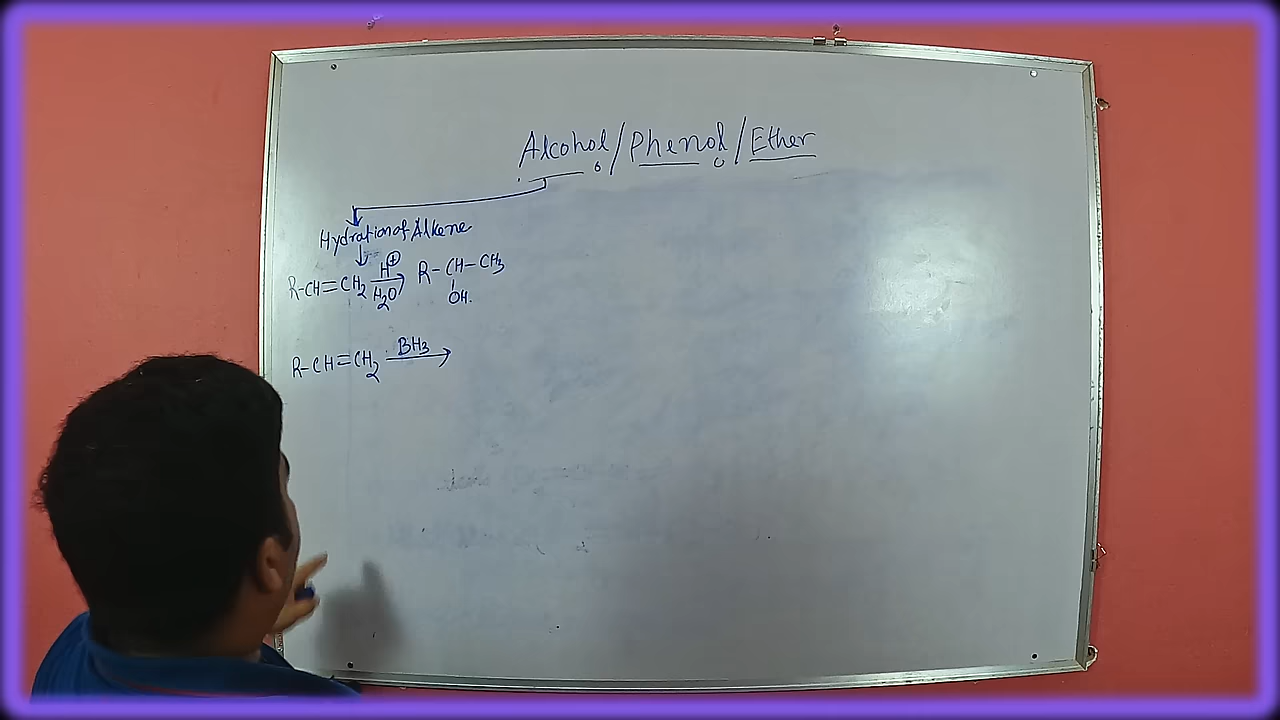 Alcohol/Phenol/Ether
Hydration of Alkene
R-CH=CH₂ H⊕ H₂O → R-CH-CH₃
OH.
R-CH=CH₂ BH₃ →